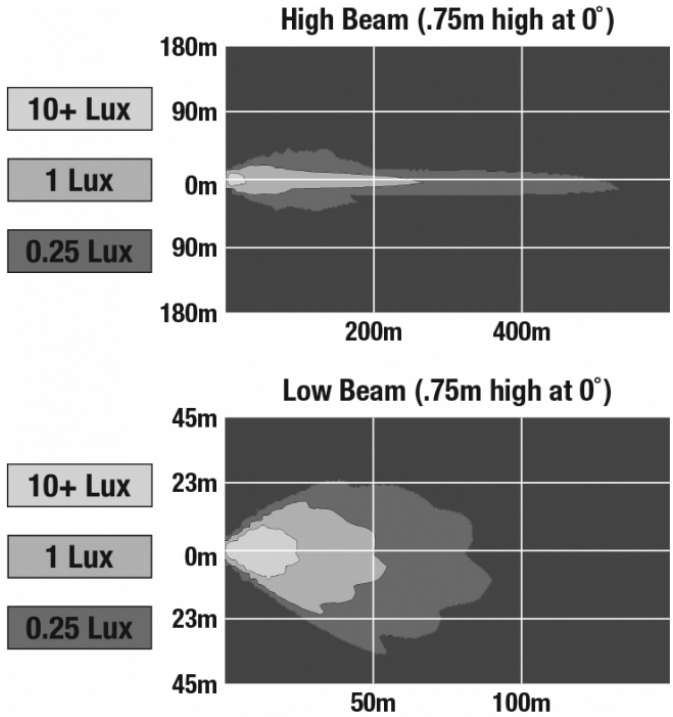 High Beam (.75m high at 0˚)
180m
10+ Lux
90m
1 Lux
0m
0.25 Lux
90m
180m
200m 400m
Low Beam (.75m high at 0˚)
45m
10+ Lux
23m
1 Lux
0m
0.25 Lux
23m
45m
50m 100m